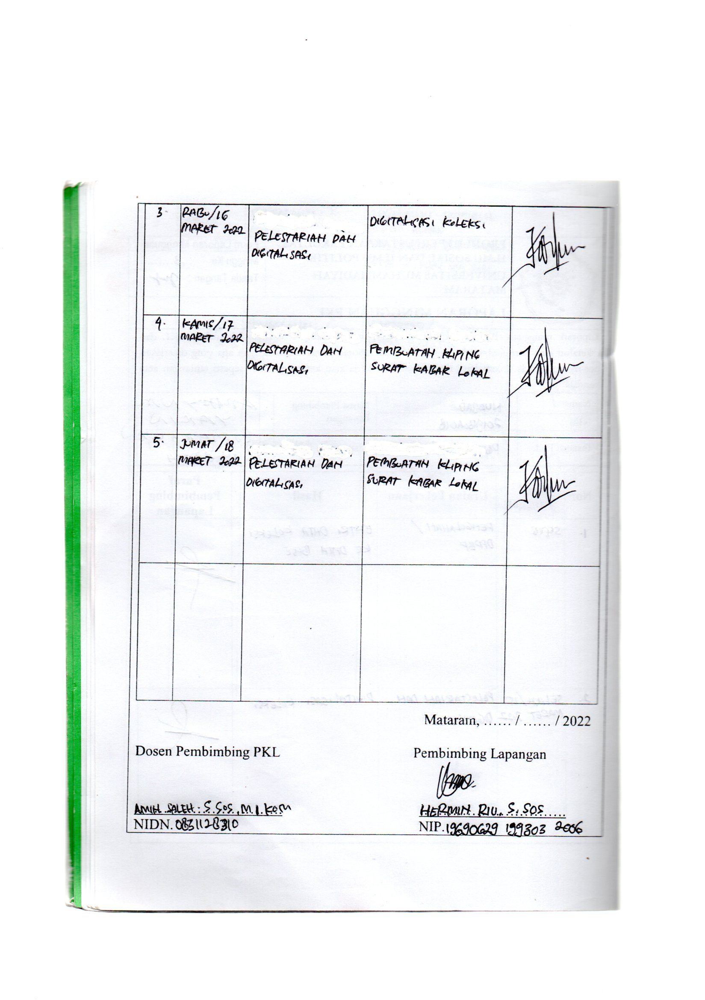 3.
RABU/16
MARET 2022
PELESTARIAN DAN
DIGITALISASI
DIGITALISASI KOLEKSI
4.
KAMIS/17
MARET 2022
PELESTARIAN DAN
DIGITALISASI
PEMBUATAN KLIPING
SURAT KABAR LOKAL
5.
JUMAT/18
MARET 2022
PELESTARIAN DAN
DIGITALISASI
PEMBUATAN KLIPING
SURAT KABAR LOKAL
Mataram, ...... / ...... / 2022
Dosen Pembimbing PKL
Pembimbing Lapangan
AMIN SALEH. S.SOS, M.I.KOM
HERMIN RIU, S.SOS
NIDN. 0831128310
NIP. 19690629 199303 2006